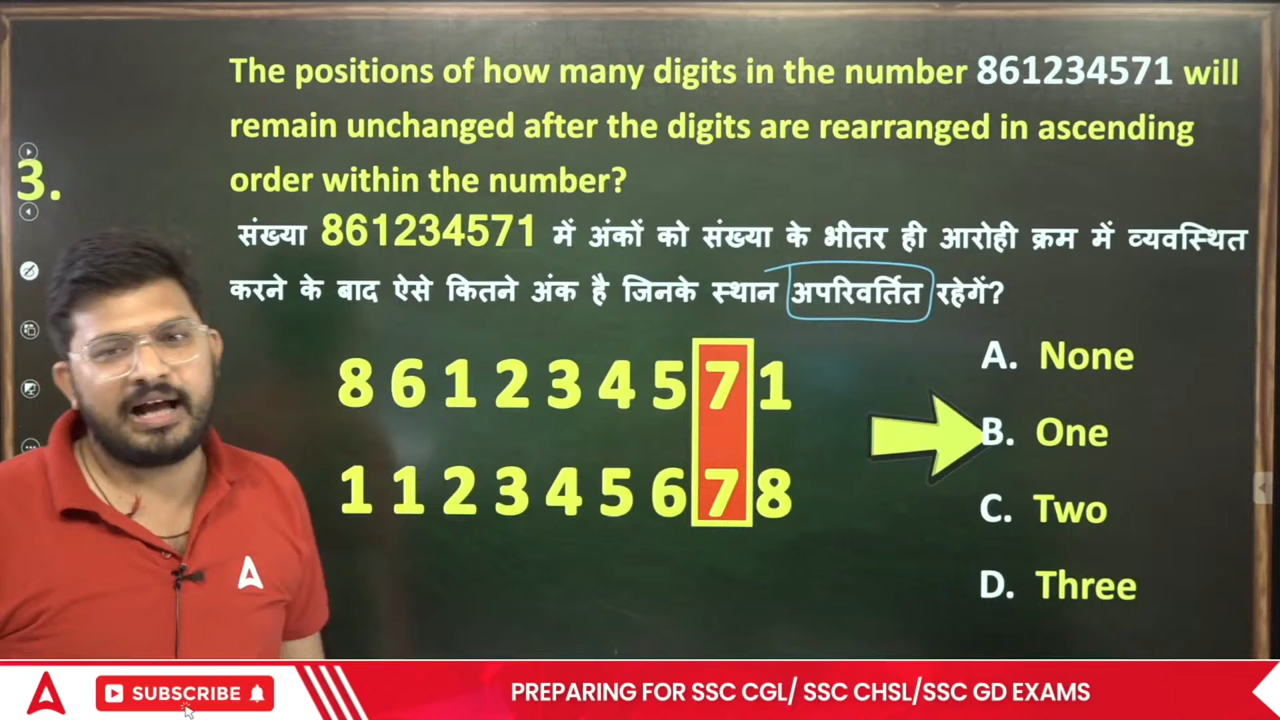 The positions of how many digits in the number 861234571 will
remain unchanged after the digits are rearranged in ascending
order within the number?
3.
संख्या 861234571 में अंकों को संख्या के भीतर ही आरोही क्रम में व्यवस्थित
करने के बाद ऐसे कितने अंक है जिनके स्थान अपरिवर्तित रहेगें?
8 6 1 2 3 4 5 7 1
1 1 2 3 4 5 6 7 8
A. None
B. One
C. Two
D. Three
SUBSCRIBE
PREPARING FOR SSC CGL/ SSC CHSL/SSC GD EXAMS